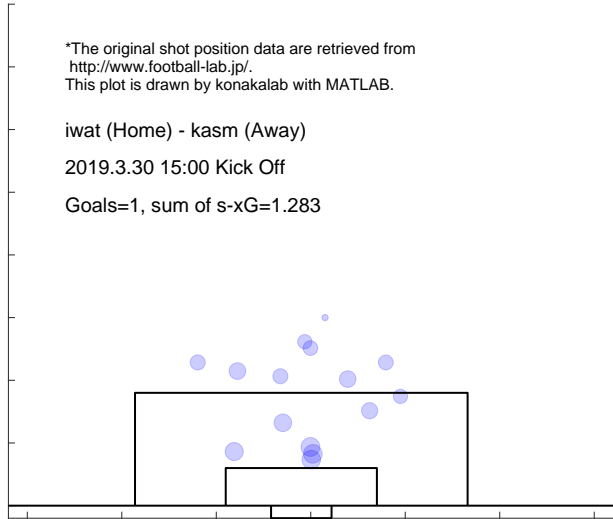 *The original shot position data are retrieved from
http://www.football-lab.jp/.
This plot is drawn by konakalab with MATLAB.
iwat (Home) - kasm (Away)
2019.3.30 15:00 Kick Off
Goals=1, sum of s-xG=1.283